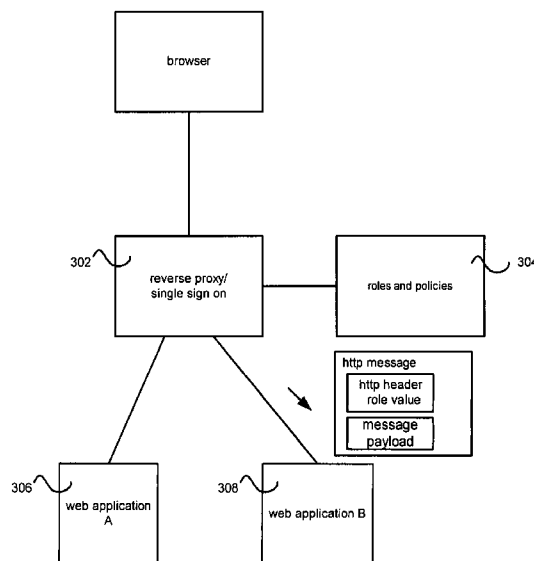 browser
302
reverse proxy/
single sign on
roles and policies
304
http message
http header
role value
message
payload
306
web application
A
308
web application B